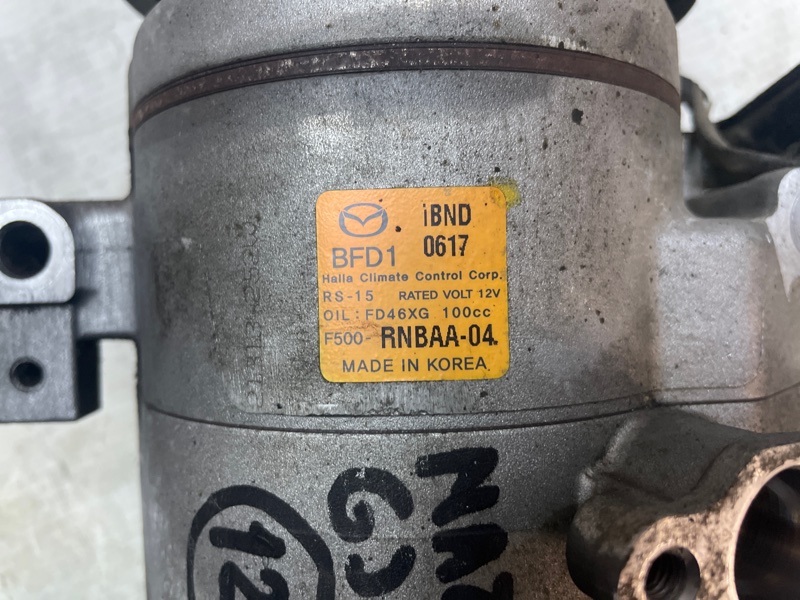 iBND
BFD1 0617
Halla Climate Control Corp.
RS-15 RATED VOLT 12V
OIL: FD46XG 100cc
F500-RNBAA-04
MADE IN KOREA
12